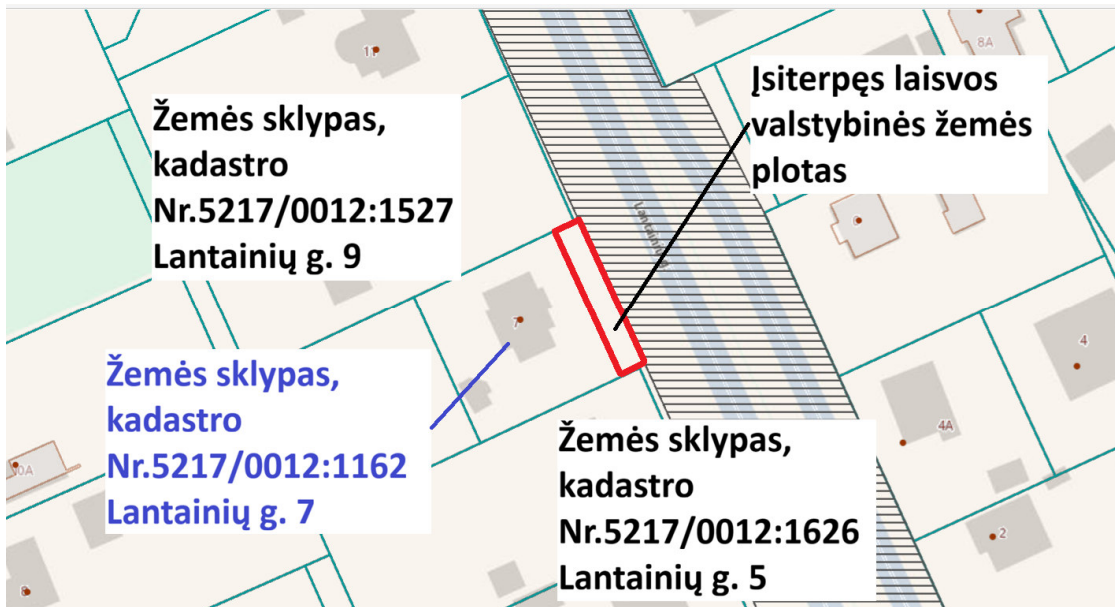 11
8A
Įsiterpęs laisvos
valstybinės žemės
plotas
Žemės sklypas,
kadastro
Nr.5217/0012:1527
Lantainių g. 9
Lantainių g.
7
4
Žemės sklypas,
kadastro
Nr.5217/0012:1162
Lantainių g. 7
4A
Žemės sklypas,
kadastro
Nr.5217/0012:1626
Lantainių g. 5
2